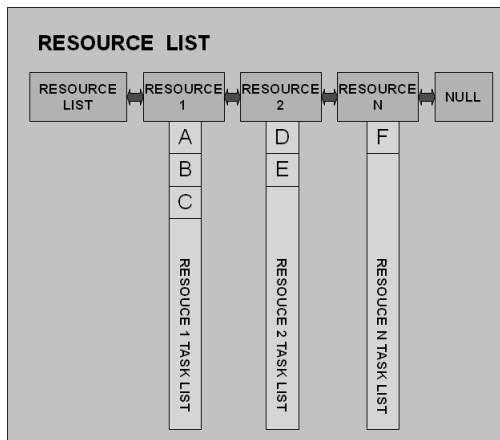 RESOURCE LIST
RESOURCE LIST
RESOURCE 1
RESOURCE 2
RESOURCE N
NULL
A
B
C
RESOUCE 1 TASK LIST
D
E
RESOUCE 2 TASK LIST
F
RESOUCE N TASK LIST